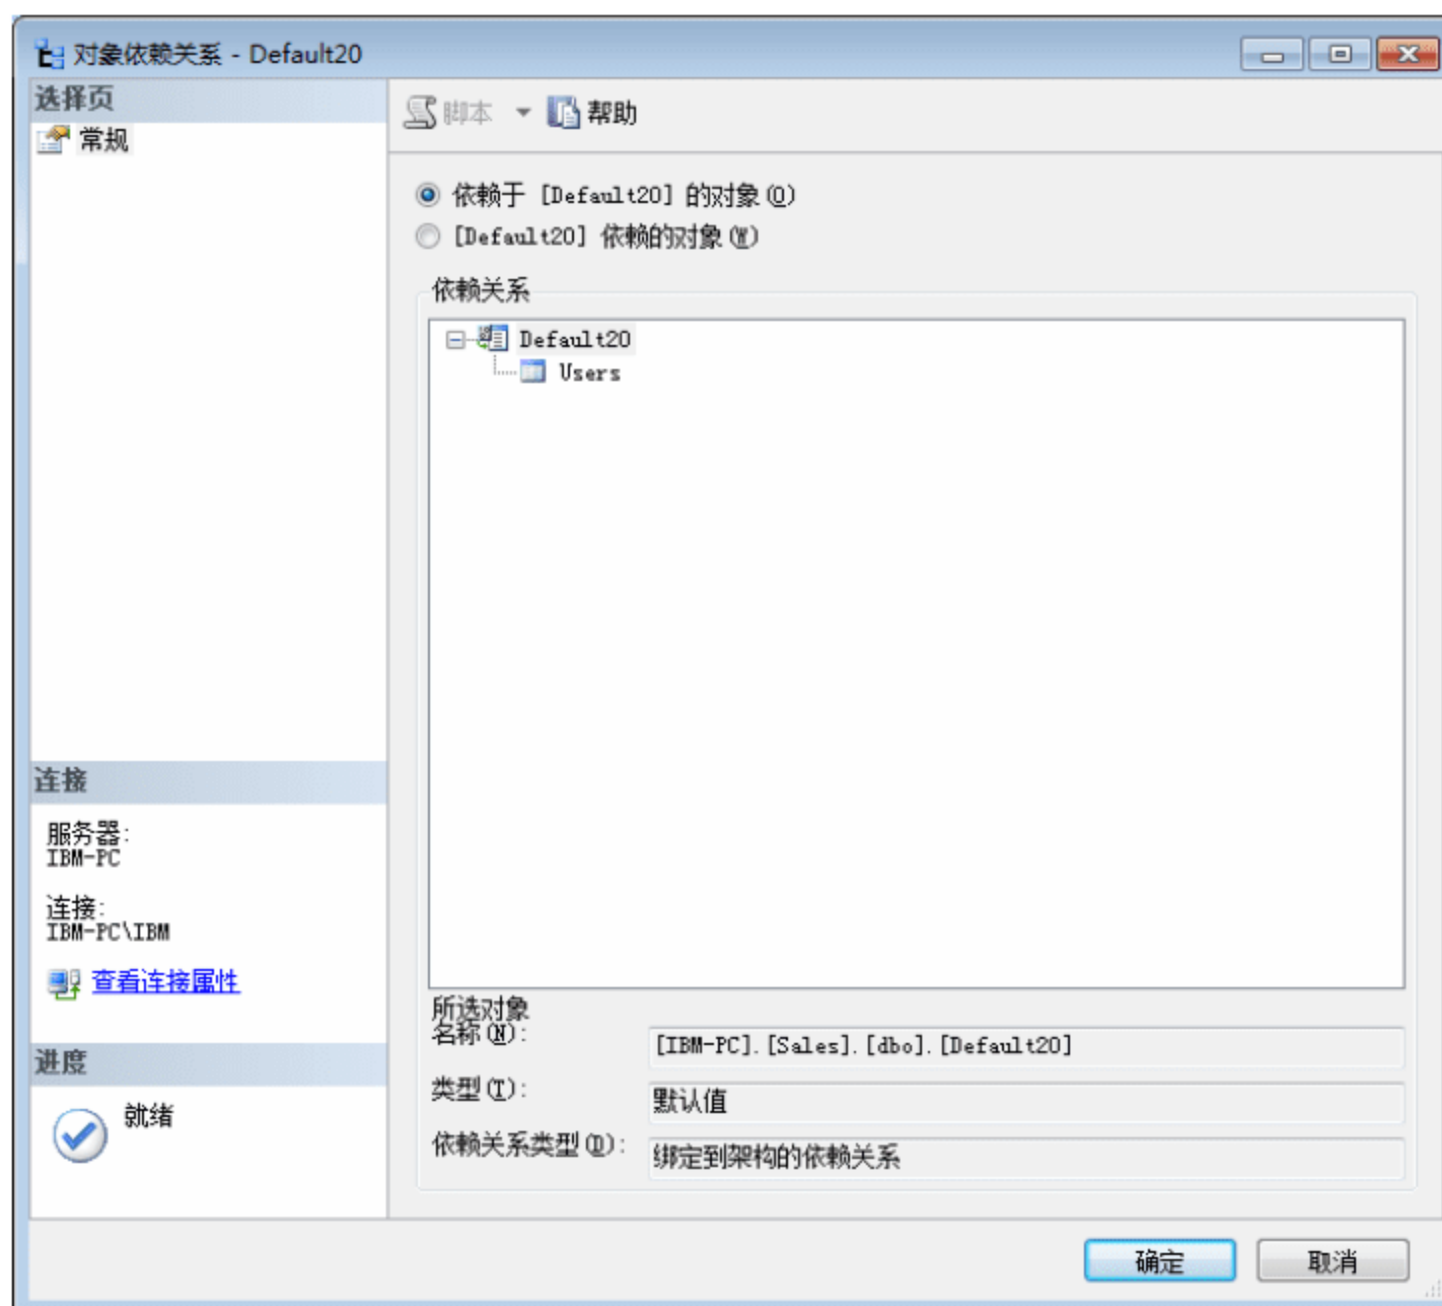 对象依赖关系 - Default20
选择页
常规
脚本 帮助
依赖于 [Default20] 的对象(O)
[Default20] 依赖的对象(W)
依赖关系
Default20
Users
连接
服务器:
IBM-PC
连接:
IBM-PC\IBM
查看连接属性
进度
就绪
所选对象
名称(N): [IBM-PC].[Sales].[dbo].[Default20]
类型(T): 默认值
依赖关系类型(D): 绑定到架构的依赖关系
确定 取消